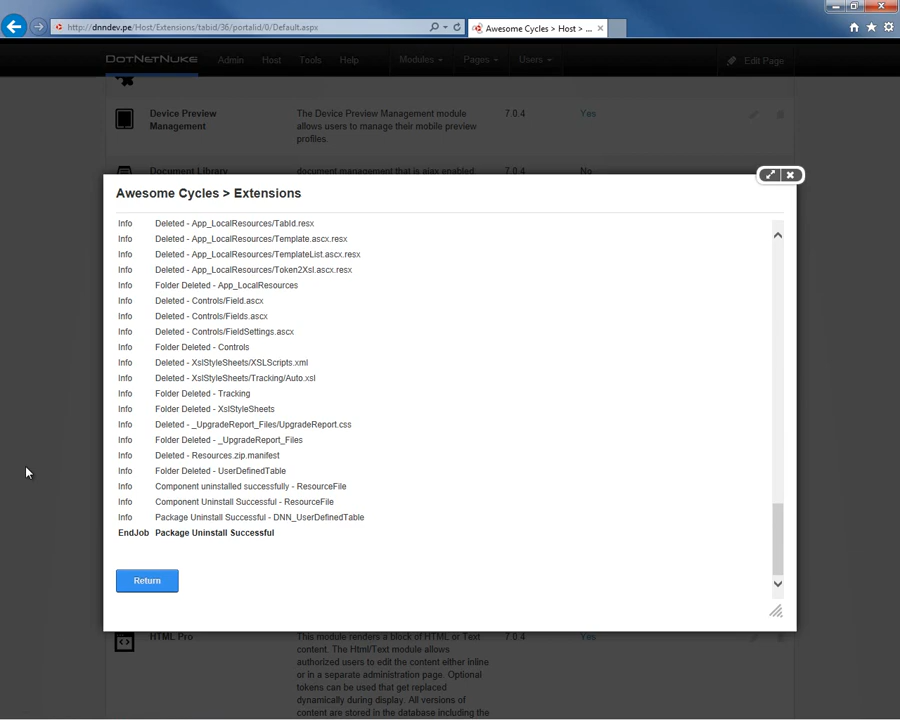 http://dnndev.pe/Host/Extensions/tabid/36/portalid/0/Default.aspx
Awesome Cycles > Host > ...
DOTNETNUKE Admin Host Tools Help Modules Pages Users Edit Page
Device Preview Management
The Device Preview Management module allows users to manage their mobile preview profiles.
7.0.4 Yes
Document Library document management that is ajax enabled No
Awesome Cycles > Extensions
Info Deleted - App_LocalResources/TabId.resx
Info Deleted - App_LocalResources/Template.ascx.resx
Info Deleted - App_LocalResources/TemplateList.ascx.resx
Info Deleted - App_LocalResources/Token2Xsl.ascx.resx
Info Folder Deleted - App_LocalResources
Info Deleted - Controls/Field.ascx
Info Deleted - Controls/Fields.ascx
Info Deleted - Controls/FieldSettings.ascx
Info Folder Deleted - Controls
Info Deleted - XslStyleSheets/XSLScripts.xml
Info Deleted - XslStyleSheets/Tracking/Auto.xsl
Info Folder Deleted - Tracking
Info Folder Deleted - XslStyleSheets
Info Deleted - _UpgradeReport_Files/UpgradeReport.css
Info Folder Deleted - _UpgradeReport_Files
Info Deleted - Resources.zip.manifest
Info Folder Deleted - UserDefinedTable
Info Component uninstalled successfully - ResourceFile
Info Component Uninstall Successful - ResourceFile
Info Package Uninstall Successful - DNN_UserDefinedTable
EndJob Package Uninstall Successful
Return
HTML Pro This module renders a block of HTML or Text 7.0.4 Yes
content. The Html/Text module allows
authorized users to edit the content either inline
or in a separate administration page. Optional
tokens can be used that get replaced
dynamically during display. All versions of
content are stored in the database including the